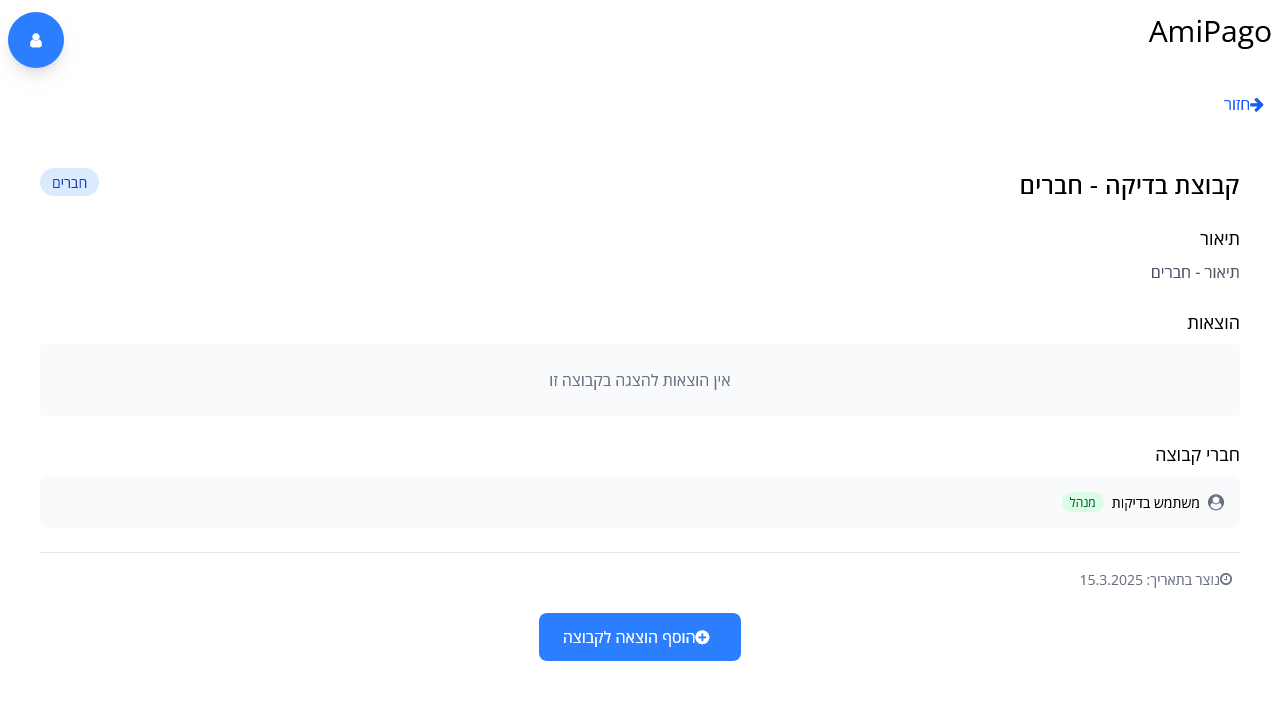 AmiPago
חזור
קבוצת בדיקה - חברים
חברים
תיאור
תיאור - חברים
הוצאות
אין הוצאות להצגה בקבוצה זו
חברי קבוצה
משתמש בדיקות מנהל
נוצר בתאריך: 15.3.2025
הוסף הוצאה לקבוצה